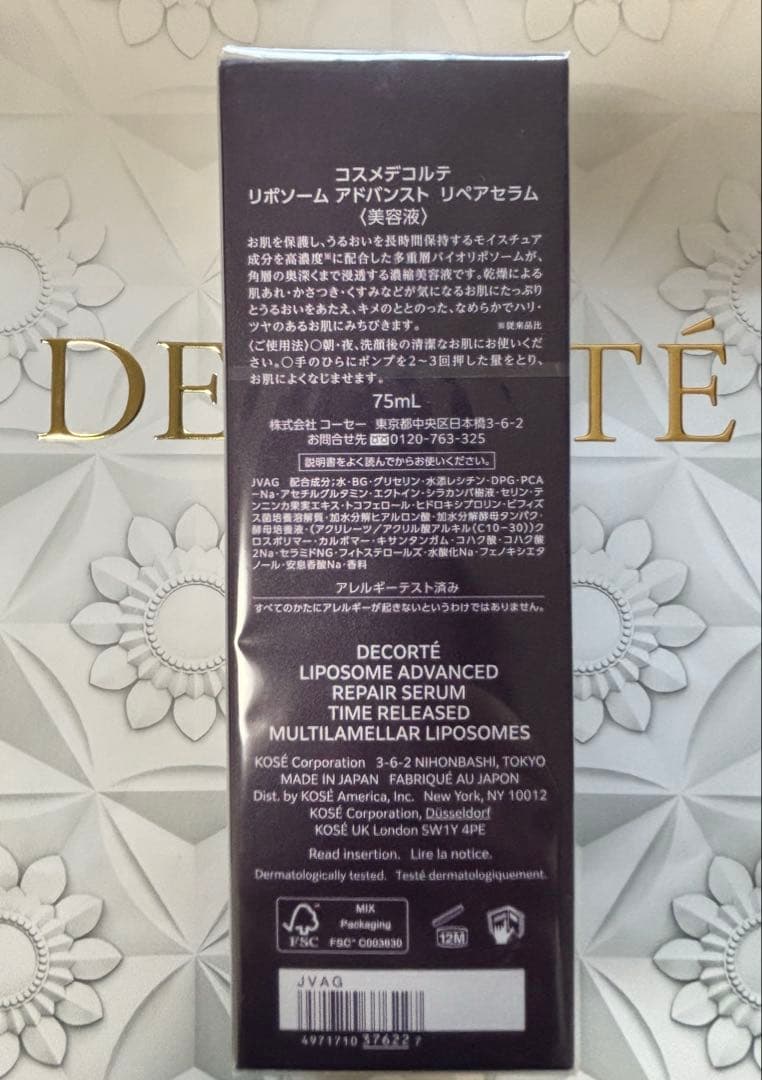 コスメデコルテ
リポソーム アドバンスト リペアセラム
〈美容液〉
お肌を保護し、うるおいを長時間保持するモイスチュア
成分を高濃度※に配合した多重層バイオリポソームが、
角層の奥深くまで浸透する濃縮美容液です。乾燥による
肌あれ・かさつき・くすみなどが気になるお肌にたっぷり
とうるおいをあたえ、キメのととのった、なめらかでハリ・
ツヤのあるお肌にみちびきます。 ※従来品比
〈ご使用法〉○朝・夜、洗顔後の清潔なお肌にお使いくだ
さい。○手のひらにポンプを2~3回押した量をとり、
お肌によくなじませます。
DE TÉ
75mL
株式会社 コーセー 東京都中央区日本橋3-6-2
お問合せ先 0120-763-325
説明書をよく読んでからお使いください。
JVAG 配合成分;水・BG・グリセリン・水添レシチン・DPG・PCA
-Na・アセチルグルタミン・エクトイン・シラカンバ樹液・セリン・テ
ンニンカ果実エキス・トコフェロール・ヒドロキシプロリン・ビフィズ
ス菌培養溶解質・加水分解ヒアルロン酸・加水分解酵母タンパク・
酵母培養液・(アクリレーツ/アクリル酸アルキル(C10-30))ク
ロスポリマー・カルボマー・キサンタンガム・コハク酸・コハク酸
2Na・セラミドNG・フィトステロールズ・水酸化Na・フェノキシエタ
ノール・安息香酸Na・香料
アレルギーテスト済み
すべてのかたにアレルギーが起きないというわけではありません。
DECORTÉ
LIPOSOME ADVANCED
REPAIR SERUM
TIME RELEASED
MULTILAMELLAR LIPOSOMES
KOSÉ Corporation 3-6-2 NIHONBASHI, TOKYO
MADE IN JAPAN FABRIQUÉ AU JAPON
Dist. by KOSÉ America, Inc. New York, NY 10012
KOSÉ Corporation, Düsseldorf
KOSÉ UK London SW1Y 4PE
Read insertion. Lire la notice.
Dermatologically tested. Testé dermatologiquement.
FSC
MIX
Packaging
FSC® C003630
12M
JVAG
4971710 376227